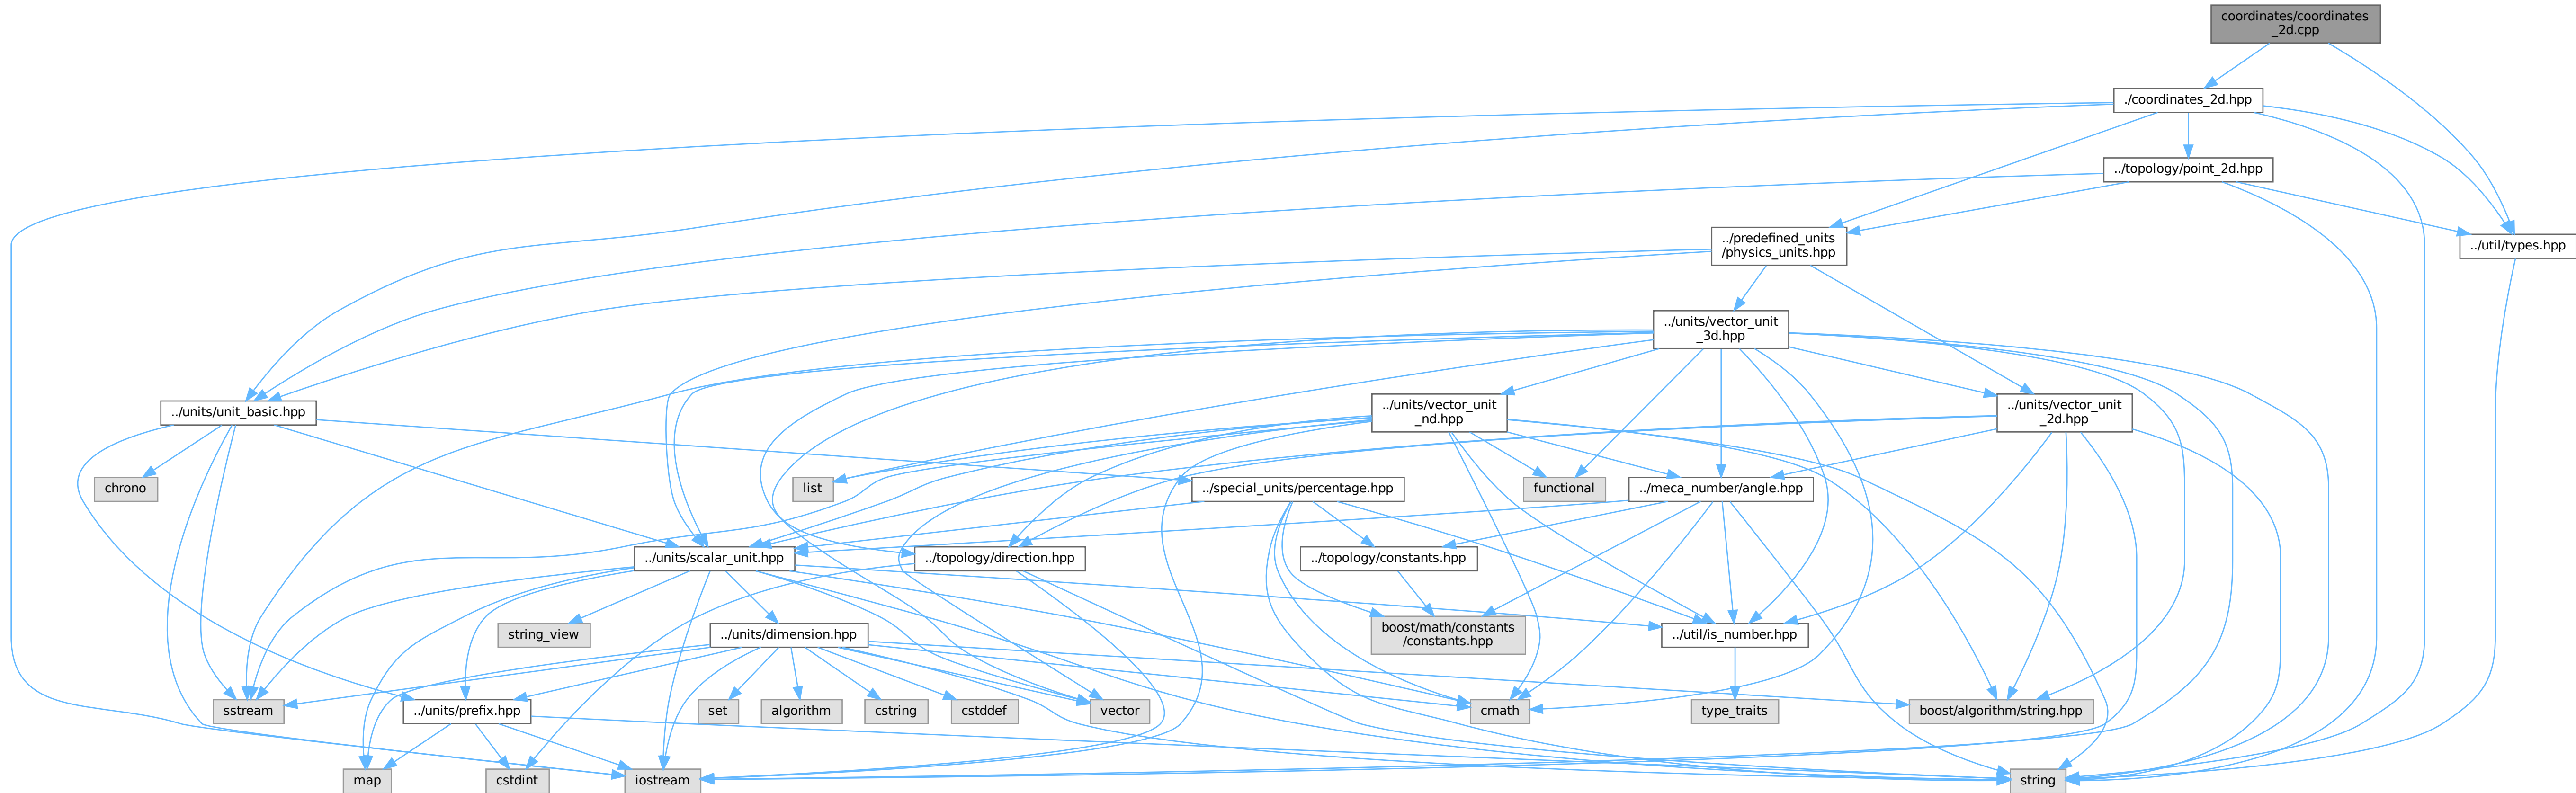 coordinates/coordinates
_2d.cpp
./coordinates_2d.hpp
../topology/point_2d.hpp
../predefined_units
/physics_units.hpp
../util/types.hpp
../units/vector_unit
_3d.hpp
../units/unit_basic.hpp
../units/vector_unit
_nd.hpp
../units/vector_unit
_2d.hpp
chrono
list
../special_units/percentage.hpp
functional
../meca_number/angle.hpp
../units/scalar_unit.hpp
../topology/direction.hpp
../topology/constants.hpp
string_view
../units/dimension.hpp
boost/math/constants
/constants.hpp
../util/is_number.hpp
sstream
../units/prefix.hpp
set
algorithm
cstring
cstddef
vector
cmath
type_traits
boost/algorithm/string.hpp
map
cstdint
iostream
string